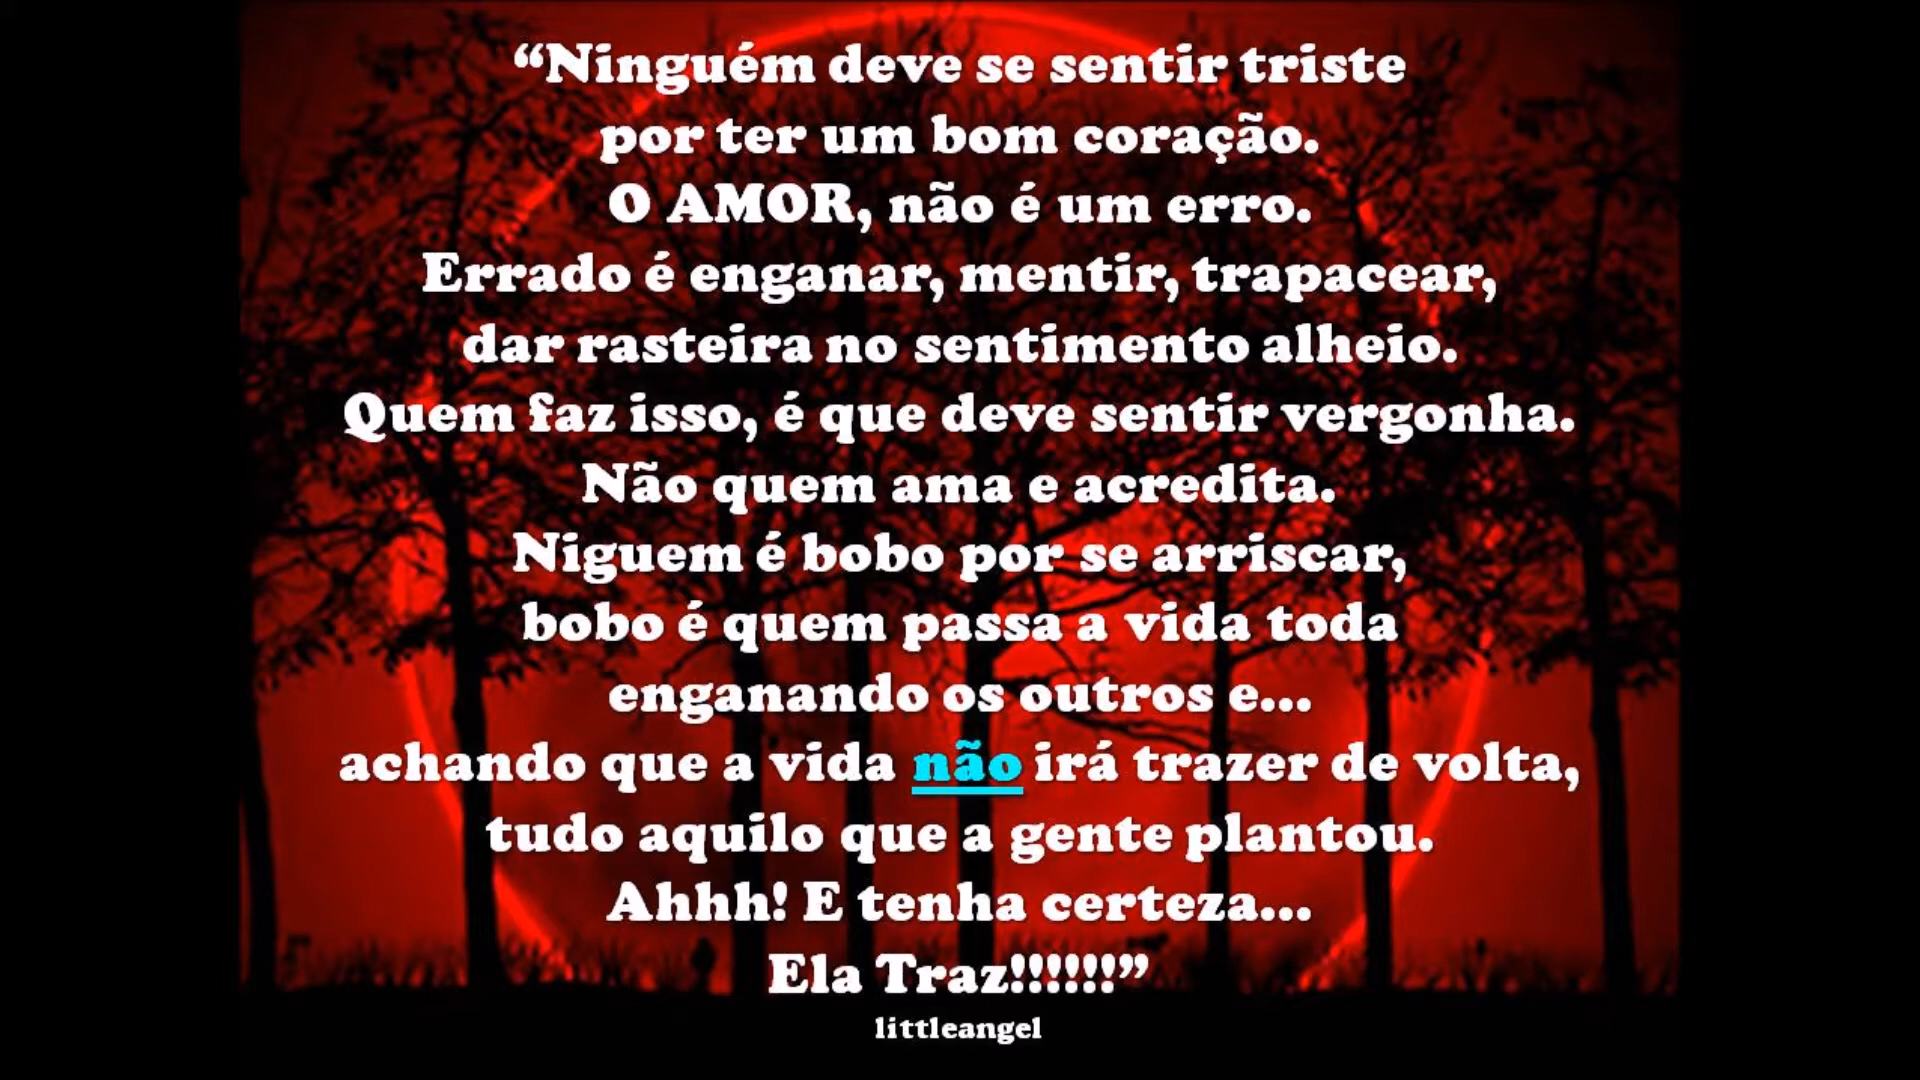 “Ninguém deve se sentir triste
por ter um bom coração.
O AMOR, não é um erro.
Errado é enganar, mentir, trapacear,
dar rasteira no sentimento alheio.
Quem faz isso, é que deve sentir vergonha.
Não quem ama e acredita.
Niguem é bobo por se arriscar,
bobo é quem passa a vida toda
enganando os outros e...
achando que a vida não irá trazer de volta,
tudo aquilo que a gente plantou.
Ahhh! E tenha certeza...
Ela Traz!!!!!!”
littleangel